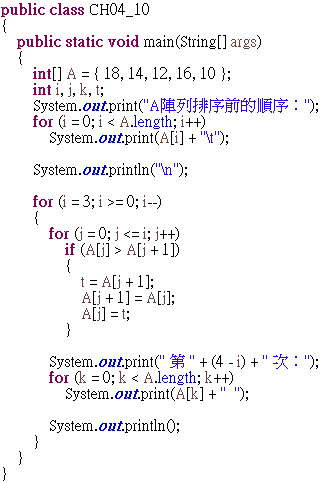 public class CH04_10
{
    public static void main(String[] args)
    {
        int[] A = { 18, 14, 12, 16, 10 };
        int i, j, k, t;
        System.out.print("A陣列排序前的順序：");
        for (i = 0; i < A.length; i++)
            System.out.print(A[i] + "\t");

        System.out.println("\n");

        for (i = 3; i >= 0; i--)
        {
            for (j = 0; j <= i; j++)
                if (A[j] > A[j + 1])
                {
                    t = A[j + 1];
                    A[j + 1] = A[j];
                    A[j] = t;
                }

            System.out.print(" 第 " + (4 - i) + " 次：");
            for (k = 0; k < A.length; k++)
                System.out.print(A[k] + "  ");

            System.out.println();
        }
    }
}